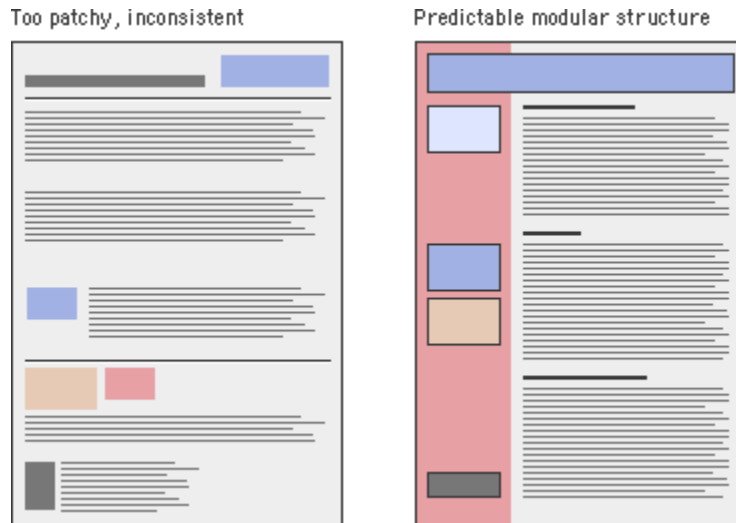 Too patchy, inconsistent
Predictable modular structure